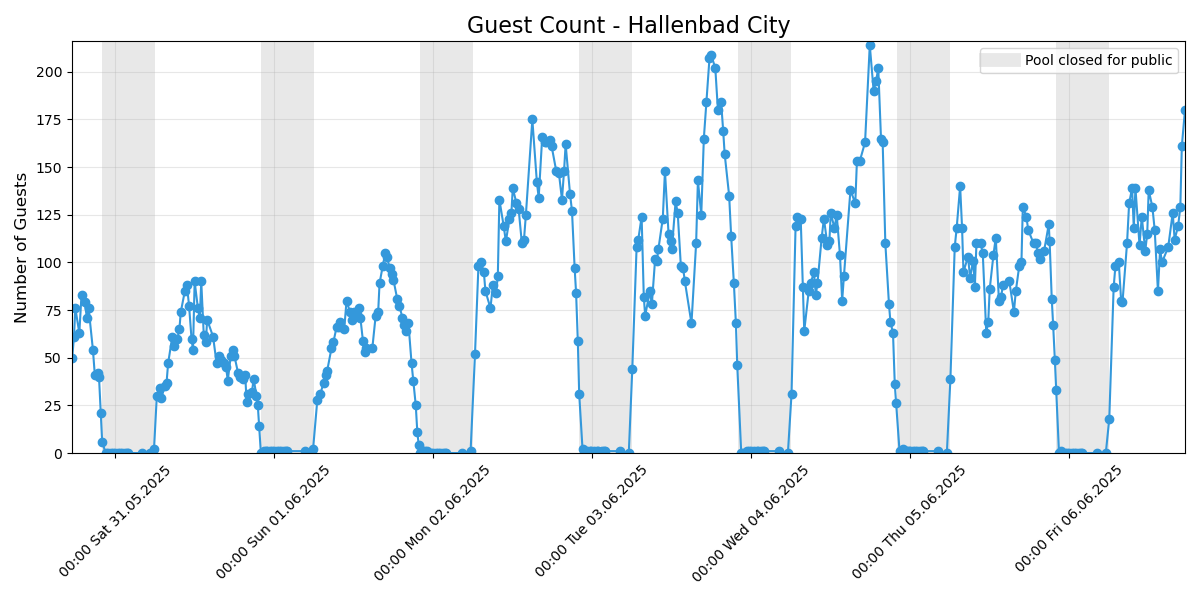 Guest Count - Hallenbad City
Pool closed for public
Number of Guests
200
175
150
125
100
75
50
25
0
00:00 Sat 31.05.2025
00:00 Sun 01.06.2025
00:00 Mon 02.06.2025
00:00 Tue 03.06.2025
00:00 Wed 04.06.2025
00:00 Thu 05.06.2025
00:00 Fri 06.06.2025